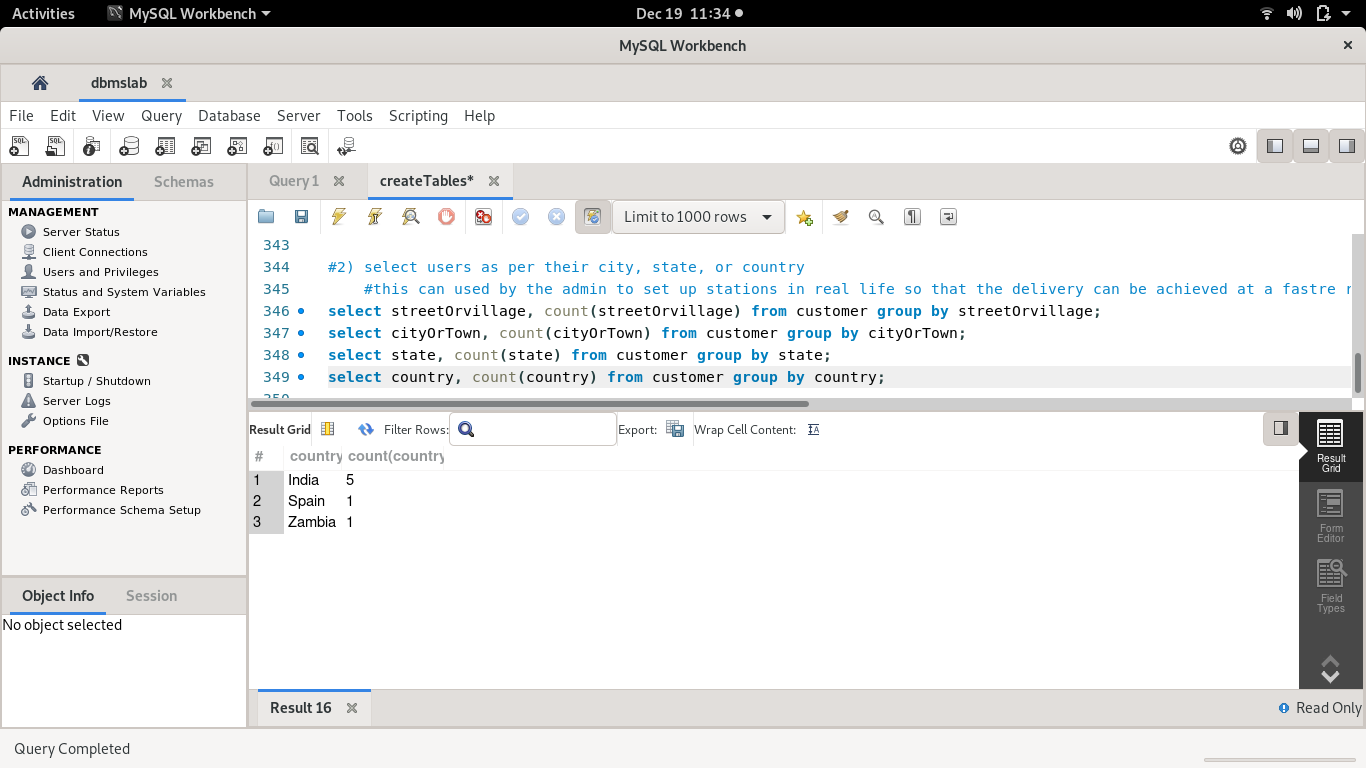 Activities MySQL Workbench Dec 19 11:34
MySQL Workbench
dbmslab
File Edit View Query Database Server Tools Scripting Help
Administration Schemas
MANAGEMENT
Server Status
Client Connections
Users and Privileges
Status and System Variables
Data Export
Data Import/Restore
INSTANCE
Startup / Shutdown
Server Logs
Options File
PERFORMANCE
Dashboard
Performance Reports
Performance Schema Setup
Object Info Session
No object selected
Query 1 createTables*
Limit to 1000 rows
343
344 #2) select users as per their city, state, or country
345 #this can used by the admin to set up stations in real life so that the delivery can be achieved at a fastre
346 select streetOrvillage, count(streetOrvillage) from customer group by streetOrvillage;
347 select cityOrTown, count(cityOrTown) from customer group by cityOrTown;
348 select state, count(state) from customer group by state;
349 select country, count(country) from customer group by country;
Result Grid Filter Rows: Export: Wrap Cell Content:
# country count(country
1 India 5
2 Spain 1
3 Zambia 1
Result
Grid
Form
Editor
Field
Types
Result 16 Read Only
Query Completed